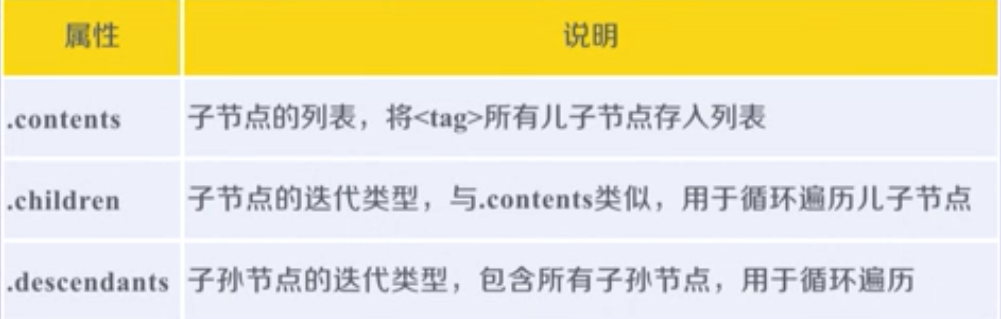 属性 说明
.contents 子节点的列表，将<tag>所有儿子节点存入列表
.children 子节点的迭代类型，与.contents类似，用于循环遍历儿子节点
.descendants 子孙节点的迭代类型，包含所有子孙节点，用于循环遍历